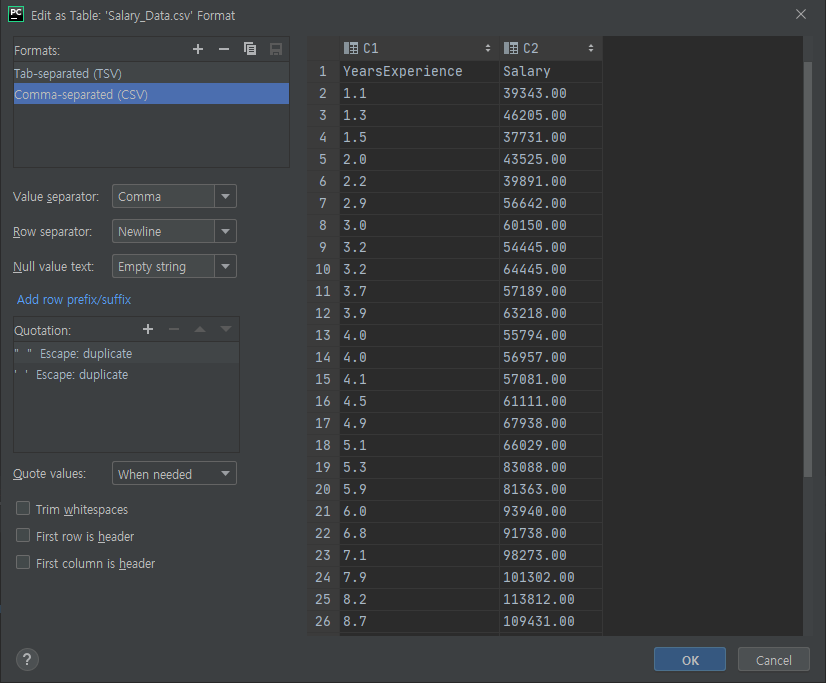 PC Edit as Table: 'Salary_Data.csv' Format
Formats:
Tab-separated (TSV)
Comma-separated (CSV)
Value separator: Comma
Row separator: Newline
Null value text: Empty string
Add row prefix/suffix
Quotation:
" " Escape: duplicate
' ' Escape: duplicate
Quote values: When needed
Trim whitespaces
First row is header
First column is header
C1 C2
1 YearsExperience Salary
2 1.1 39343.00
3 1.3 46205.00
4 1.5 37731.00
5 2.0 43525.00
6 2.2 39891.00
7 2.9 56642.00
8 3.0 60150.00
9 3.2 54445.00
10 3.2 64445.00
11 3.7 57189.00
12 3.9 63218.00
13 4.0 55794.00
14 4.0 56957.00
15 4.1 57081.00
16 4.5 61111.00
17 4.9 67938.00
18 5.1 66029.00
19 5.3 83088.00
20 5.9 81363.00
21 6.0 93940.00
22 6.8 91738.00
23 7.1 98273.00
24 7.9 101302.00
25 8.2 113812.00
26 8.7 109431.00
?
OK
Cancel